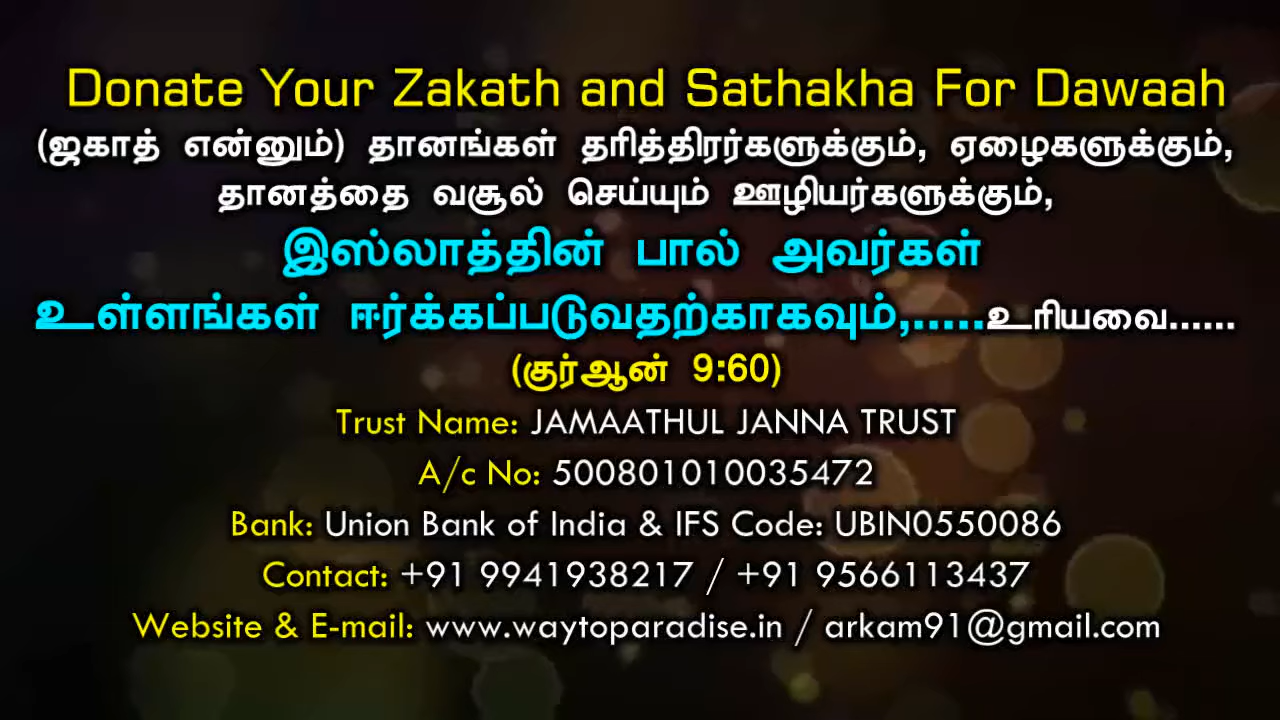 Donate Your Zakath and Sathakha For Dawaah
(ஜகாத் என்னும்) தானங்கள் தரித்திரர்களுக்கும், ஏழைகளுக்கும்,
தானத்தை வசூல் செய்யும் ஊழியர்களுக்கும்,
இஸ்லாத்தின் பால் அவர்கள்
உள்ளங்கள் ஈர்க்கப்படுவதற்காகவும்,.....உரியவை......
(குர்ஆன் 9:60)
Trust Name: JAMAATHUL JANNA TRUST
A/c No: 500801010035472
Bank: Union Bank of India & IFS Code: UBIN0550086
Contact: +91 9941938217 / +91 9566113437
Website & E-mail: www.waytoparadise.in / arkam91@gmail.com